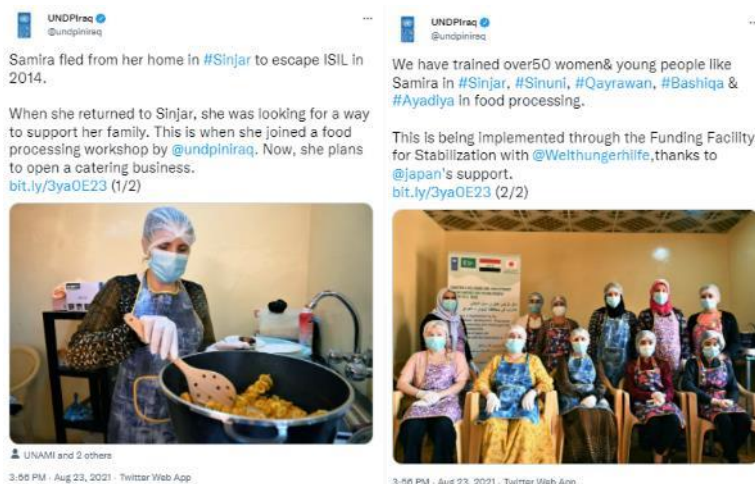 UNDPIraq
@undpiniraq
Samira fled from her home in #Sinjar to escape ISIL in
2014.
When she returned to Sinjar, she was looking for a way
to support her family. This is when she joined a food
processing workshop by @undpiniraq. Now, she plans
to open a catering business.
bit.ly/3ya0E23 (1/2)
UNAMI and 2 others
3:56 PM · Aug 23, 2021 · Twitter Web App
UNDPIraq
@undpiniraq
We have trained over50 women& young people like
Samira in #Sinjar, #Sinuni, #Qayrawan, #Bashiqa &
#Ayadiya in food processing.
This is being implemented through the Funding Facility
for Stabilization with @Welthungerhilfe,thanks to
@japan's support.
bit.ly/3ya0E23 (2/2)
3:56 PM · Aug 23, 2021 · Twitter Web App